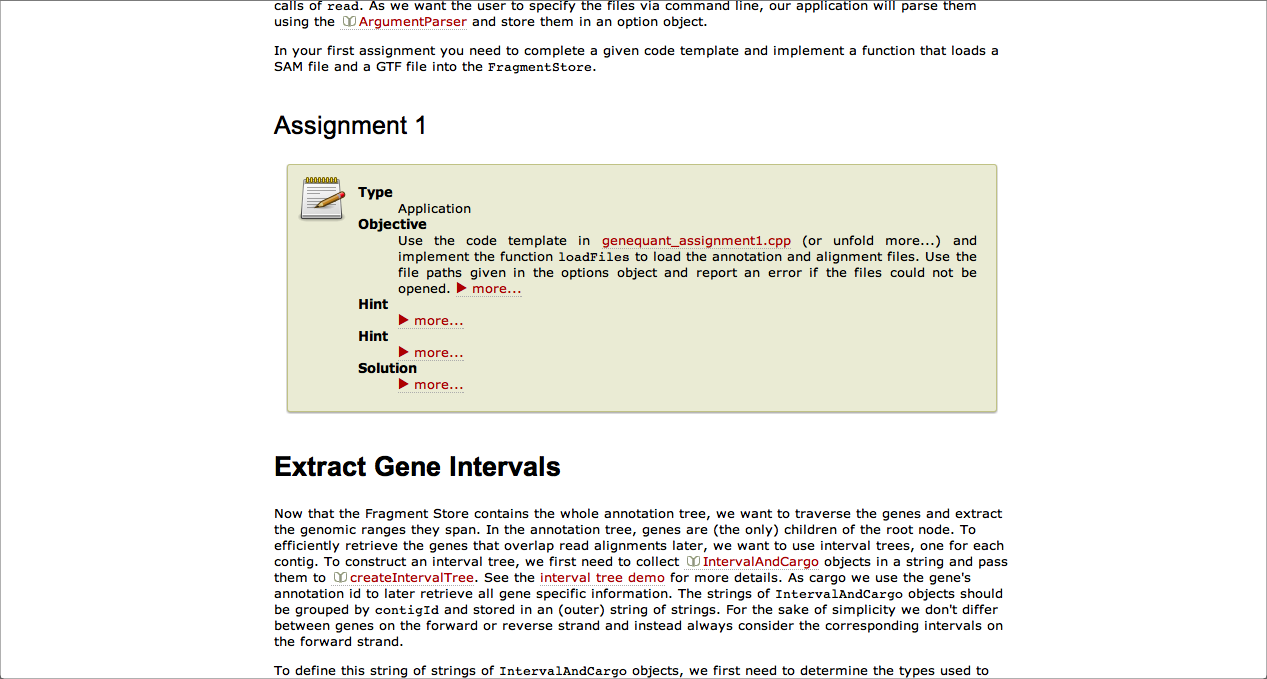 calls of read. As we want the user to specify the files via command line, our application will parse them
using the ArgumentParser and store them in an option object.
In your first assignment you need to complete a given code template and implement a function that loads a
SAM file and a GTF file into the FragmentStore.
Assignment 1
Type
Application
Objective
Use the code template in genequant_assignment1.cpp (or unfold more...) and
implement the function loadFiles to load the annotation and alignment files. Use the
file paths given in the options object and report an error if the files could not be
opened. ▶ more...
Hint
▶ more...
Hint
▶ more...
Solution
▶ more...
Extract Gene Intervals
Now that the Fragment Store contains the whole annotation tree, we want to traverse the genes and extract
the genomic ranges they span. In the annotation tree, genes are (the only) children of the root node. To
efficiently retrieve the genes that overlap read alignments later, we want to use interval trees, one for each
contig. To construct an interval tree, we first need to collect IntervalAndCargo objects in a string and pass
them to createIntervalTree. See the interval tree demo for more details. As cargo we use the gene's
annotation id to later retrieve all gene specific information. The strings of IntervalAndCargo objects should
be grouped by contigId and stored in an (outer) string of strings. For the sake of simplicity we don't differ
between genes on the forward or reverse strand and instead always consider the corresponding intervals on
the forward strand.
To define this string of strings of IntervalAndCargo objects, we first need to determine the types used to